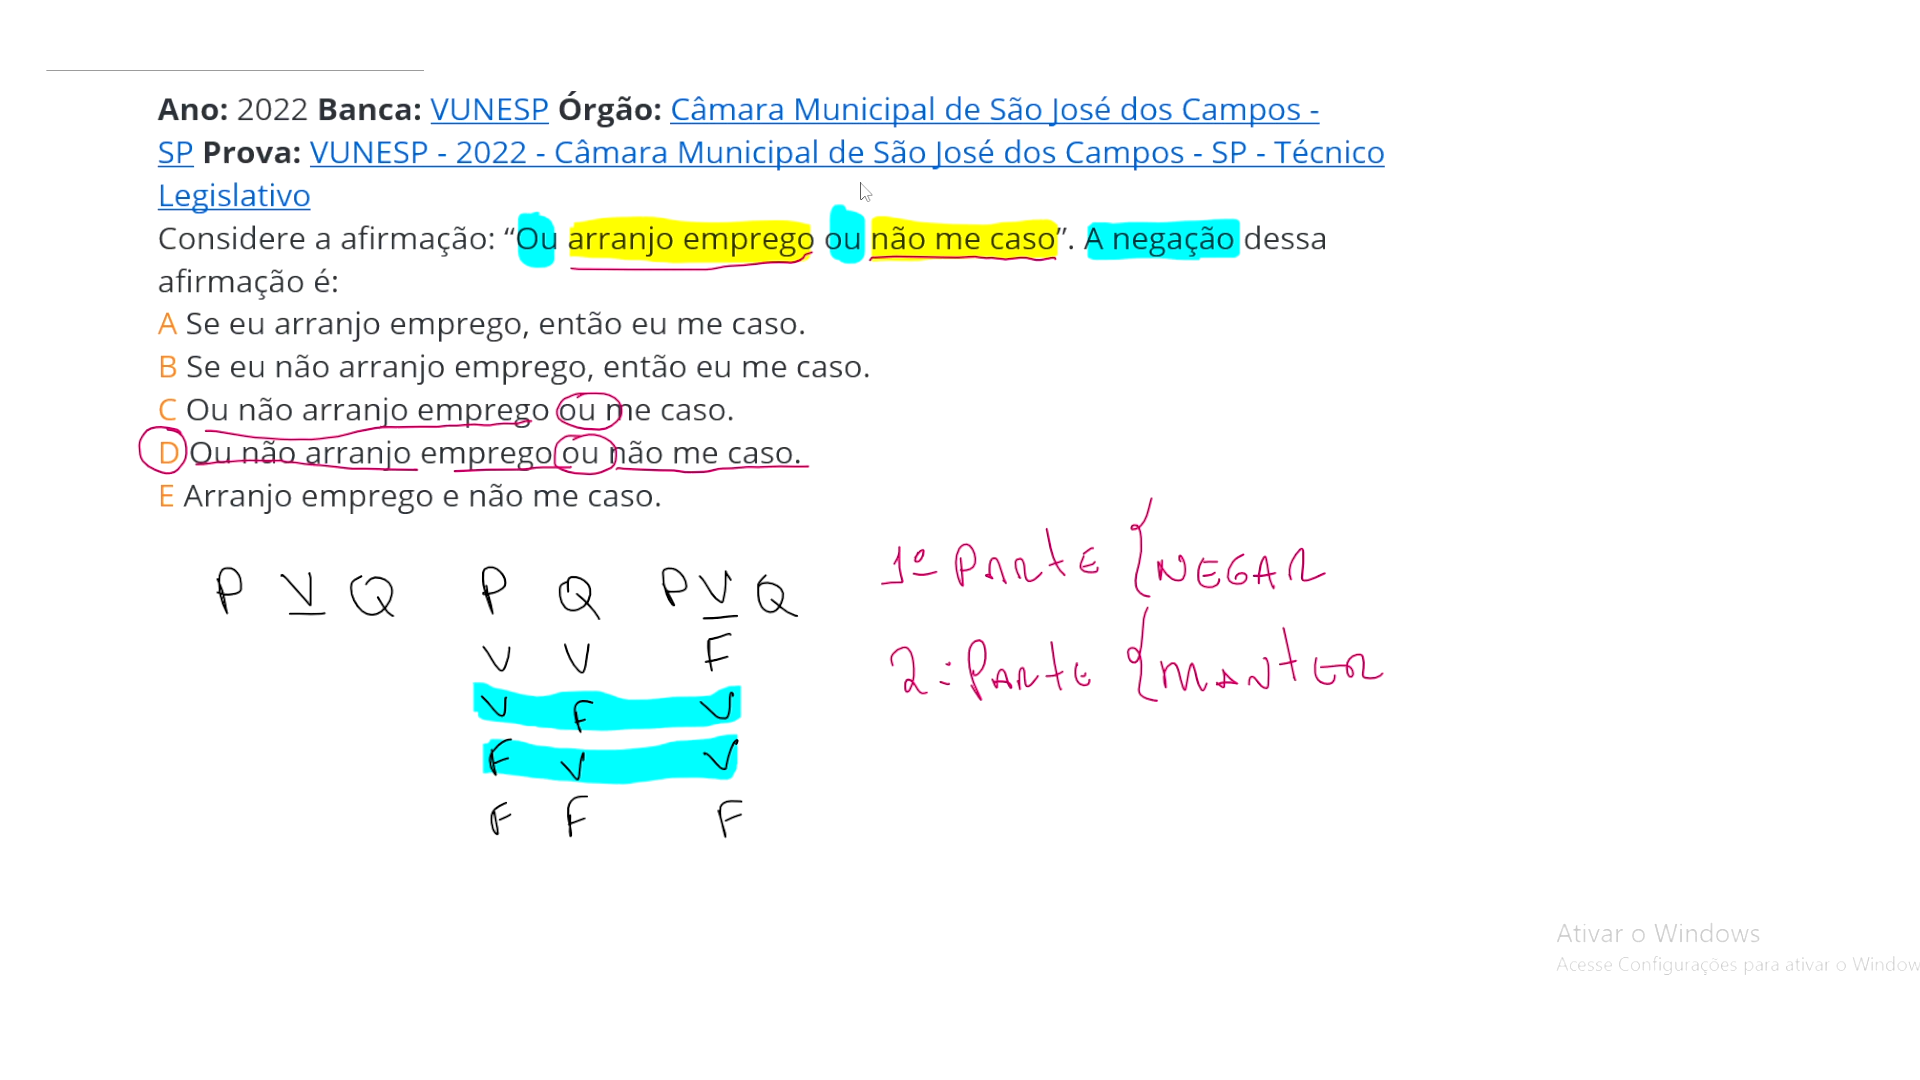 Ano: 2022 Banca: VUNESP Órgão: Câmara Municipal de São José dos Campos -
SP Prova: VUNESP - 2022 - Câmara Municipal de São José dos Campos - SP - Técnico
Legislativo
Considere a afirmação: “Ou arranjo emprego ou não me caso”. A negação dessa
afirmação é:
A Se eu arranjo emprego, então eu me caso.
B Se eu não arranjo emprego, então eu me caso.
C Ou não arranjo emprego ou me caso.
D Ou não arranjo emprego ou não me caso.
E Arranjo emprego e não me caso.
P V Q P Q P V Q
V V F
V F V
F V V
F F F
1ª PARTE { NEGAR
2ª PARTE { MANTER
Ativar o Windows
Acesse Configurações para ativar o Window